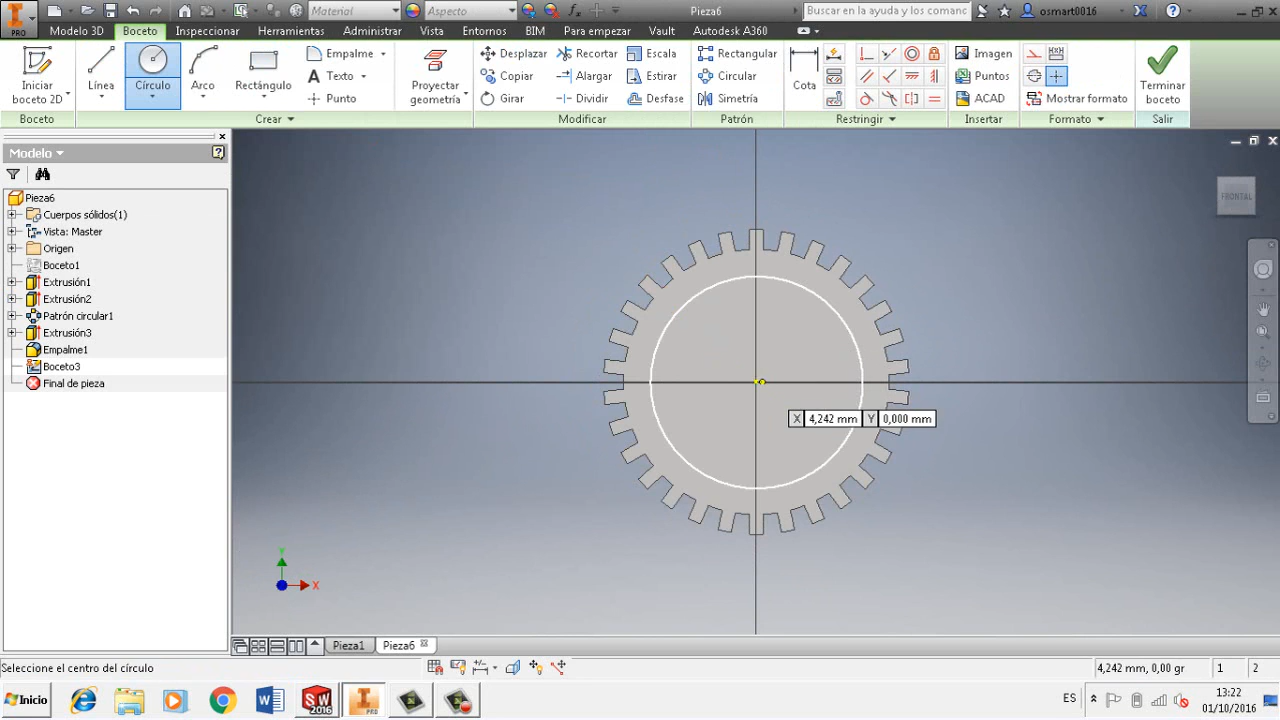 Material
Aspecto
Pieza6
Buscar en la ayuda y los comanc
osmart0016
PRO
Modelo 3D
Boceto
Inspeccionar
Herramientas
Administrar
Vista
Entornos
BIM
Para empezar
Vault
Autodesk A360
Iniciar
boceto 2D
Línea
Círculo
Arco
Rectángulo
Empalme
Texto
Punto
Proyectar
geometría
Desplazar
Copiar
Girar
Recortar
Alargar
Dividir
Escala
Estirar
Desfase
Rectangular
Circular
Simetría
Cota
Imagen
Puntos
ACAD
Mostrar formato
Terminar
boceto
Boceto
Crear
Modificar
Patrón
Restringir
Insertar
Formato
Salir
Modelo
Pieza6
Cuerpos sólidos(1)
Vista: Master
Origen
Boceto1
Extrusión1
Extrusión2
Patrón circular1
Extrusión3
Empalme1
Boceto3
Final de pieza
FRONTAL
X 4,242 mm Y 0,000 mm
Y
X
Pieza1
Pieza6
Seleccione el centro del círculo
4,242 mm, 0,00 gr
1
2
Inicio
SW
2016
PRO
ES
13:22
01/10/2016